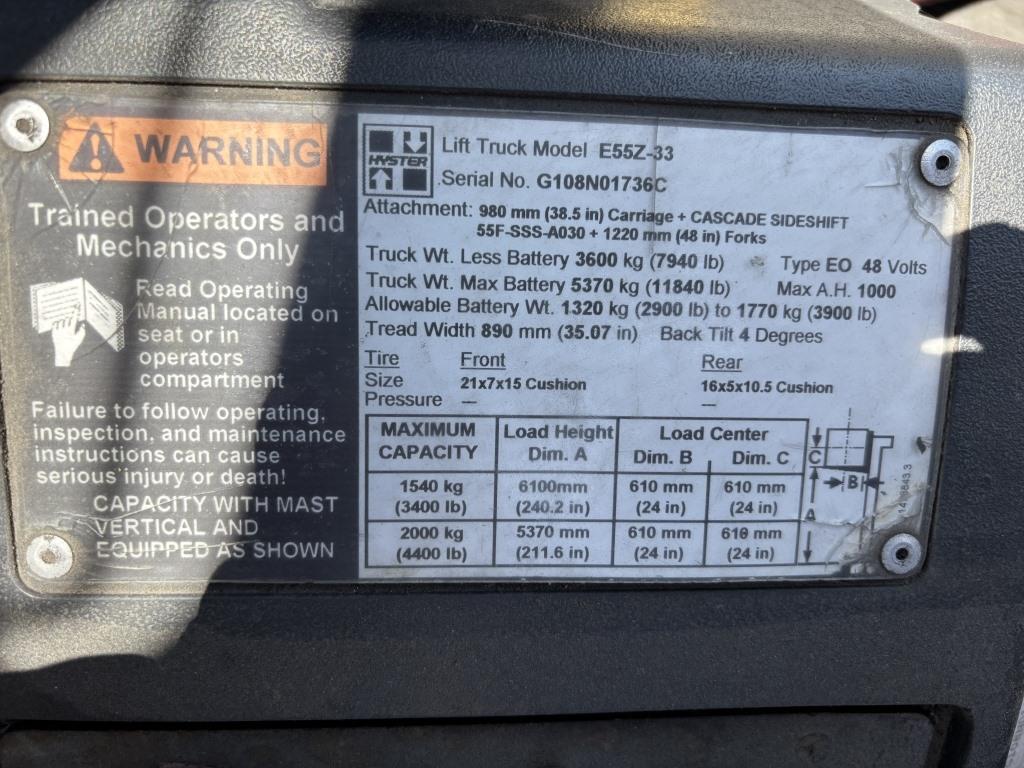 WARNING
Trained Operators and
Mechanics Only
Read Operating
Manual located on
seat or in
operators
compartment
Failure to follow operating,
inspection, and maintenance
instructions can cause
serious injury or death!
CAPACITY WITH MAST
VERTICAL AND
EQUIPPED AS SHOWN
HYSTER
Lift Truck Model E55Z-33
Serial No. G108N01736C
Attachment: 980 mm (38.5 in) Carriage + CASCADE SIDESHIFT
55F-SSS-A030 + 1220 mm (48 in) Forks
Truck Wt. Less Battery 3600 kg (7940 lb) Type EO 48 Volts
Truck Wt. Max Battery 5370 kg (11840 lb) Max A.H. 1000
Allowable Battery Wt. 1320 kg (2900 lb) to 1770 kg (3900 lb)
Tread Width 890 mm (35.07 in) Back Tilt 4 Degrees
Tire Front Rear
Size 21x7x15 Cushion 16x5x10.5 Cushion
Pressure — —
MAXIMUM CAPACITY Load Height Dim. A Load Center Dim. B Dim. C
1540 kg 6100mm 610 mm 610 mm
(3400 lb) (240.2 in) (24 in) (24 in)
2000 kg 5370 mm 610 mm 610 mm
(4400 lb) (211.6 in) (24 in) (24 in)
C
B
A